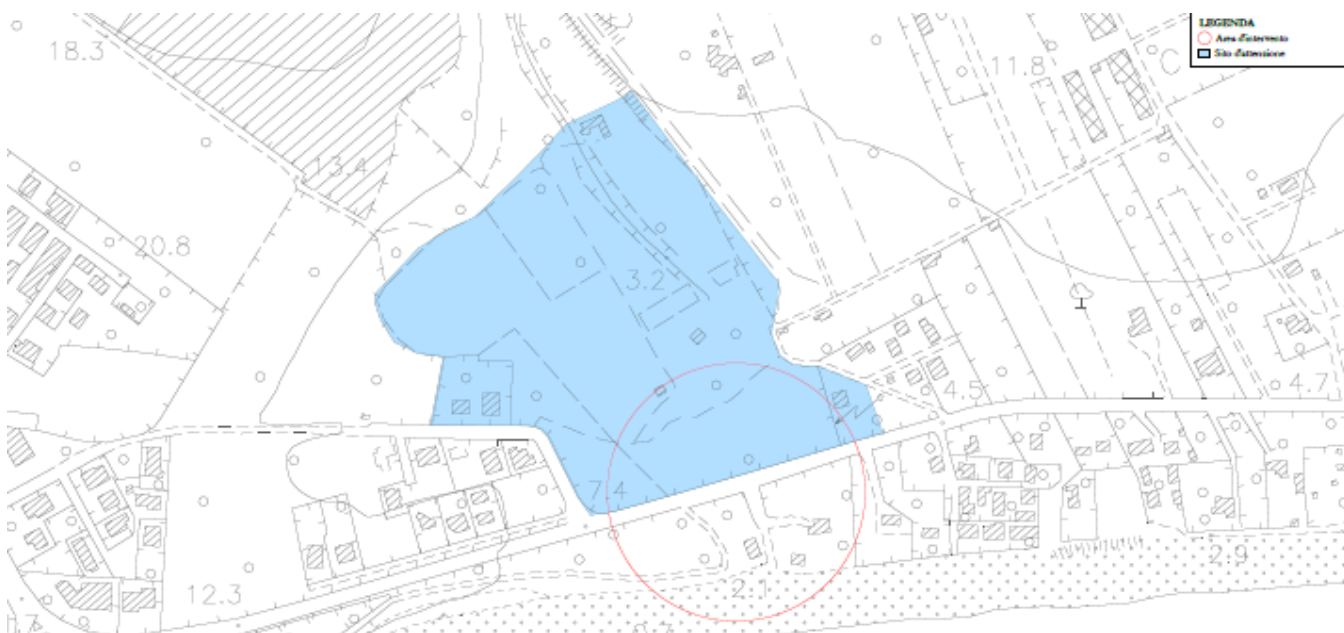 LEGENDA
Area d'intervento
Sito d'attenzione
18.3
11.8
C
13.4
20.8
3.2
4.5
4.7
7.4
2.9
12.3
2.1